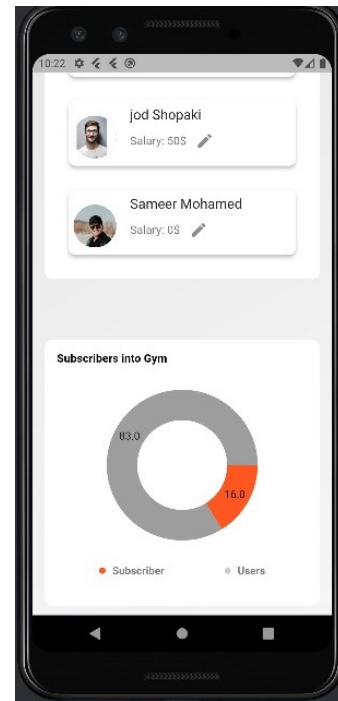 10:22
jod Shopaki
Salary: 50$
Sameer Mohamed
Salary: 0$
Subscribers into Gym
83.0
16.0
Subscriber
Users